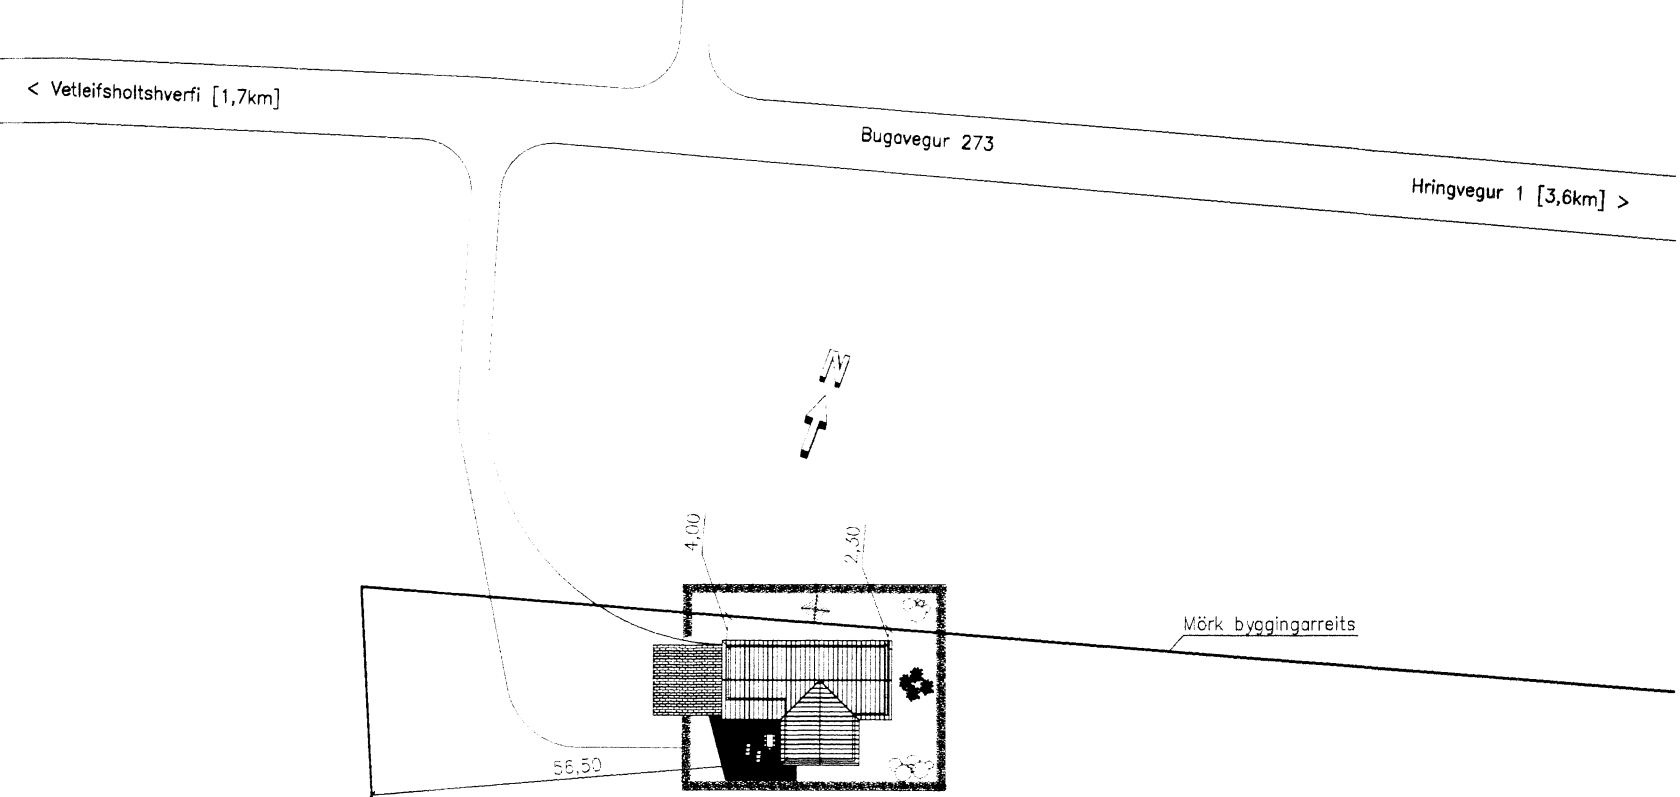 < Vetleifsholtshverfi [1,7km]
Bugavegur 273
Hringvegur 1 [3,6km] >
N
4,00
2,30
Mörk byggingarreits
56,50